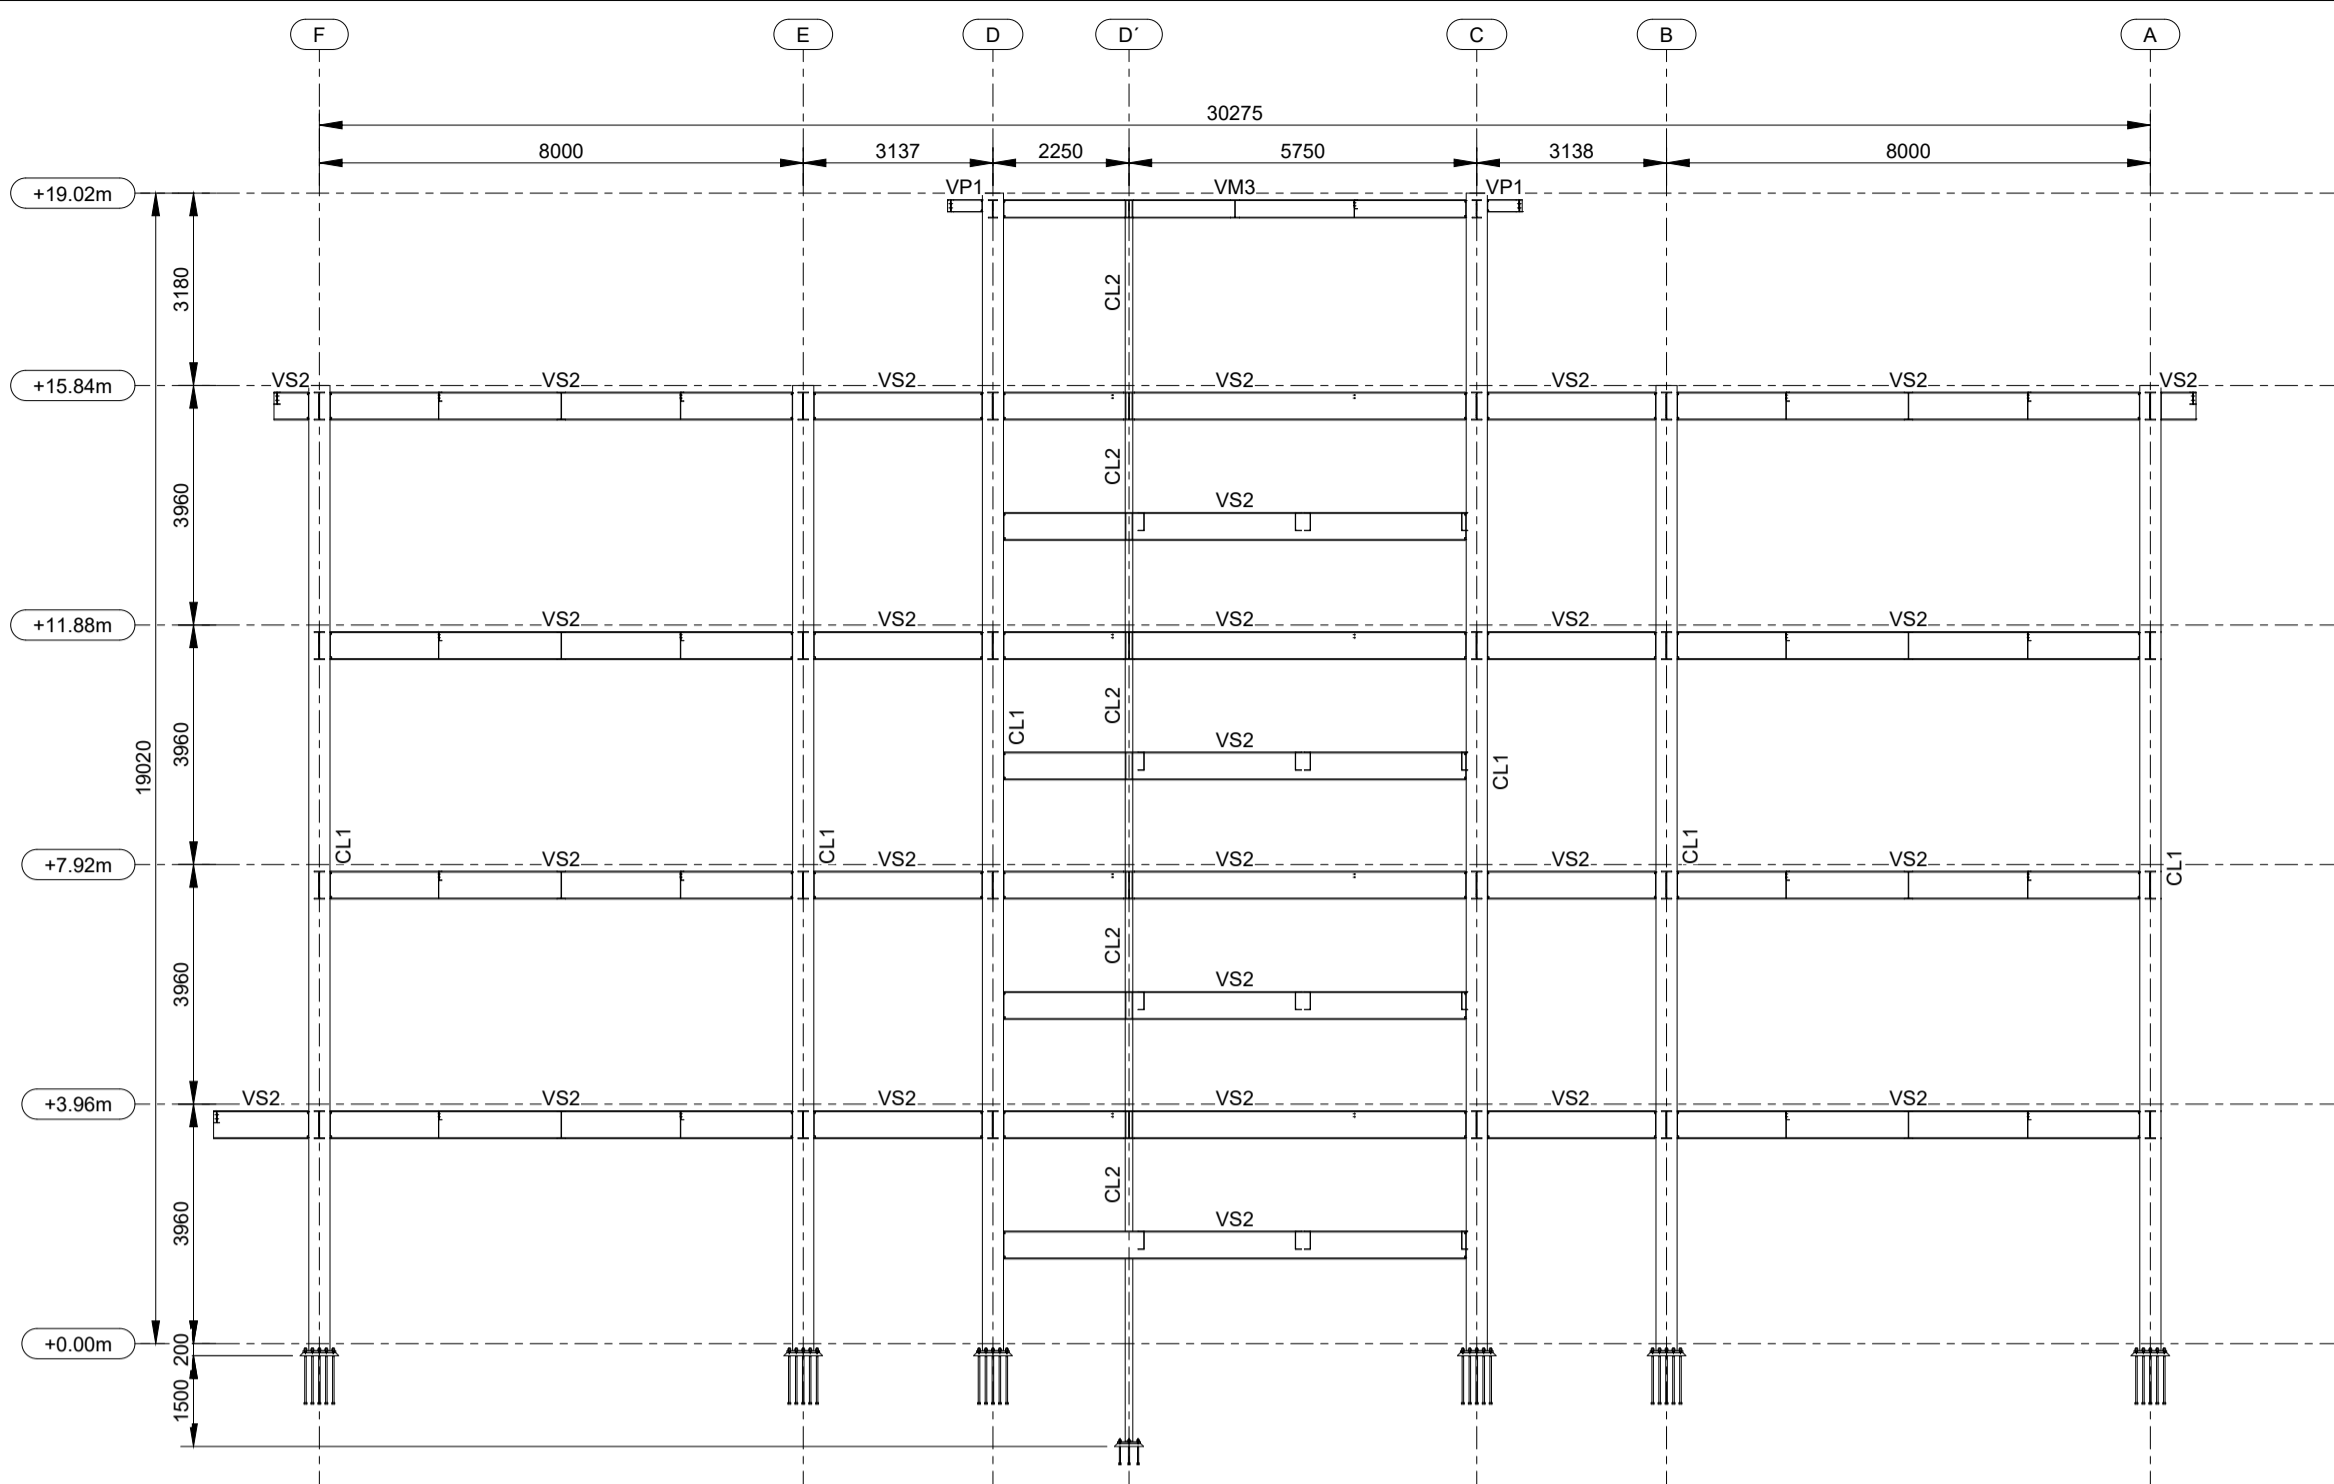 F E D D´ C B A
30275
8000 3137 2250 5750 3138 8000
+19.02m VP1 VM3 VP1
3180 CL2
+15.84m VS2 VS2 VS2 VS2 VS2 VS2 VS2
3960 CL2
VS2
+11.88m VS2 VS2 VS2 VS2 VS2
19020 3960 CL1 CL2 CL1
VS2
CL1 CL1 CL1 CL1
+7.92m VS2 VS2 VS2 VS2 VS2
3960 CL2
VS2
+3.96m VS2 VS2 VS2 VS2 VS2 VS2
3960 CL2
VS2
+0.00m
200
1500